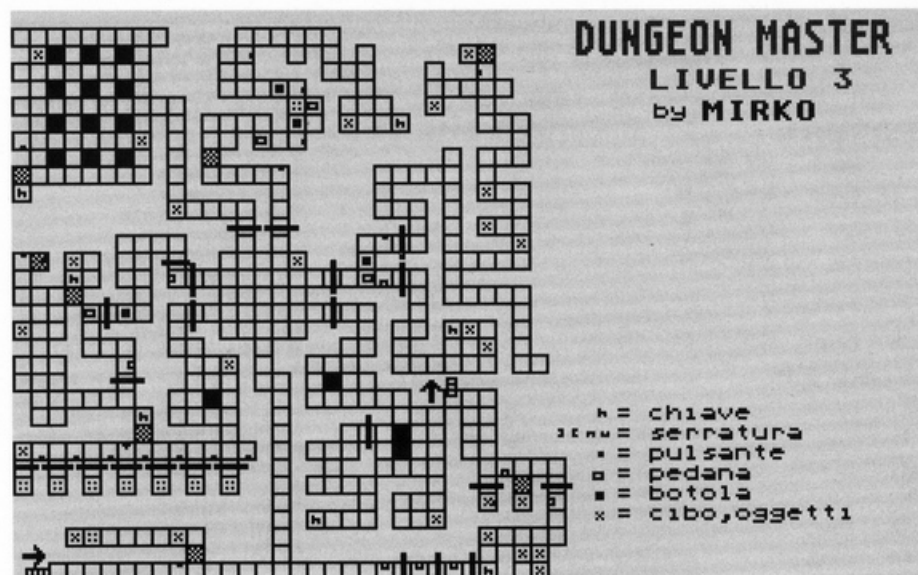 DUNGEON MASTER
LIVELLO 3
by MIRKO
h = chiave
= serratura
= pulsante
= pedana
= botola
x = cibo,oggetti